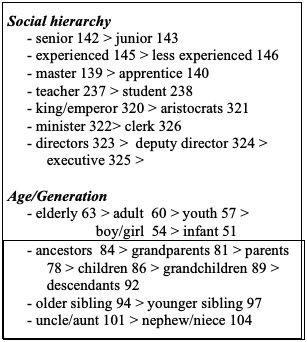 Social hierarchy
- senior 142 > junior 143
- experienced 145 > less experienced 146
- master 139 > apprentice 140
- teacher 237 > student 238
- king/emperor 320 > aristocrats 321
- minister 322> clerk 326
- directors 323 > deputy director 324 >
executive 325 >
Age/Generation
- elderly 63 > adult 60 > youth 57 >
boy/girl 54 > infant 51
- ancestors 84 > grandparents 81 > parents
78 > children 86 > grandchildren 89 >
descendants 92
- older sibling 94 > younger sibling 97
- uncle/aunt 101 > nephew/niece 104